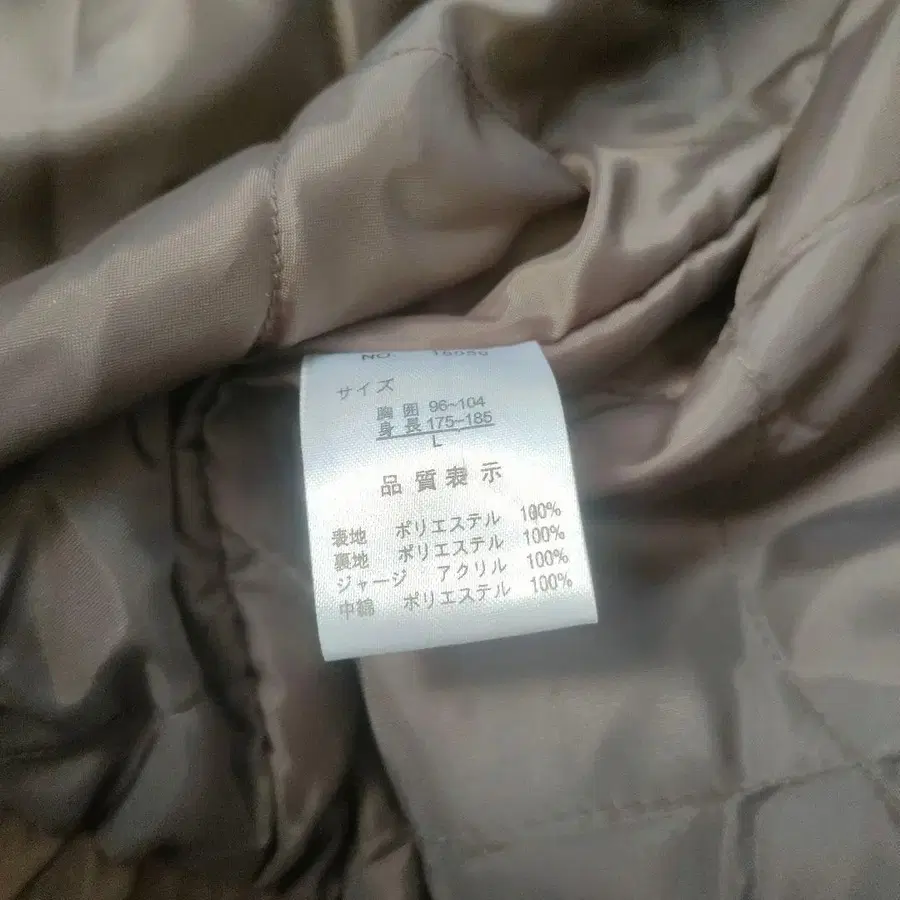 NO.
サイズ
胸囲 96~104
身長 175~185
L
品質表示
表地 ポリエステル 100%
裏地 ポリエステル 100%
ジャージ アクリル 100%
中綿 ポリエステル 100%